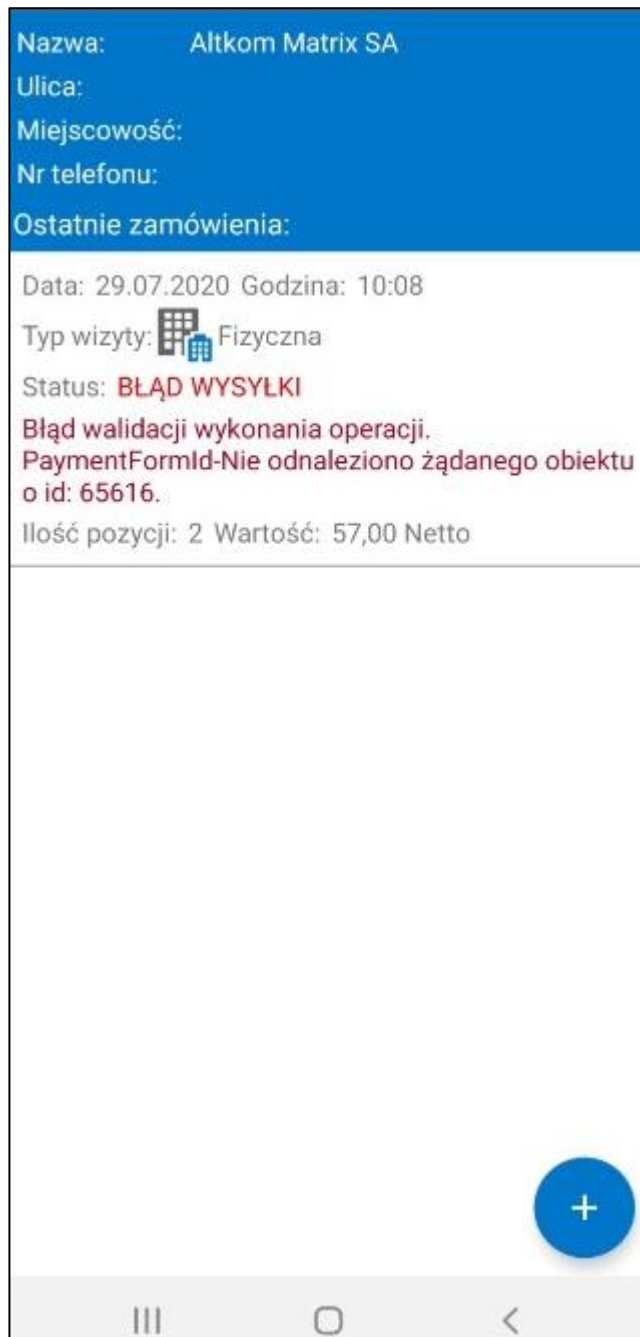 Nazwa: Altkom Matrix SA
Ulica:
Miejscowość:
Nr telefonu:
Ostatnie zamówienia:
Data: 29.07.2020 Godzina: 10:08
Typ wizyty: Fizyczna
Status: BŁĄD WYSYŁKI
Błąd walidacji wykonania operacji.
PaymentFormId-Nie odnaleziono żądanego obiektu
o id: 65616.
Ilość pozycji: 2 Wartość: 57,00 Netto
+